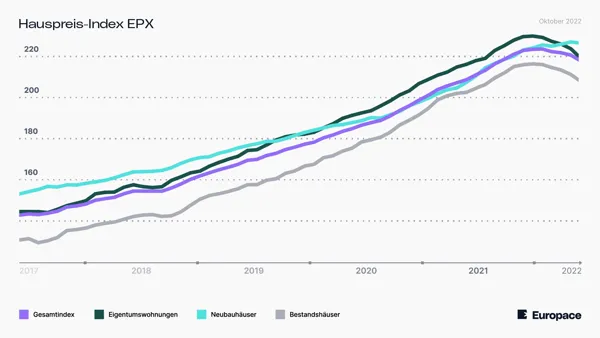 Hauspreis-Index EPX
Oktober 2022
220
200
180
160
2017 2018 2019 2020 2021 2022
Gesamtindex Eigentumswohnungen Neubauhäuser Bestandshäuser
Europace